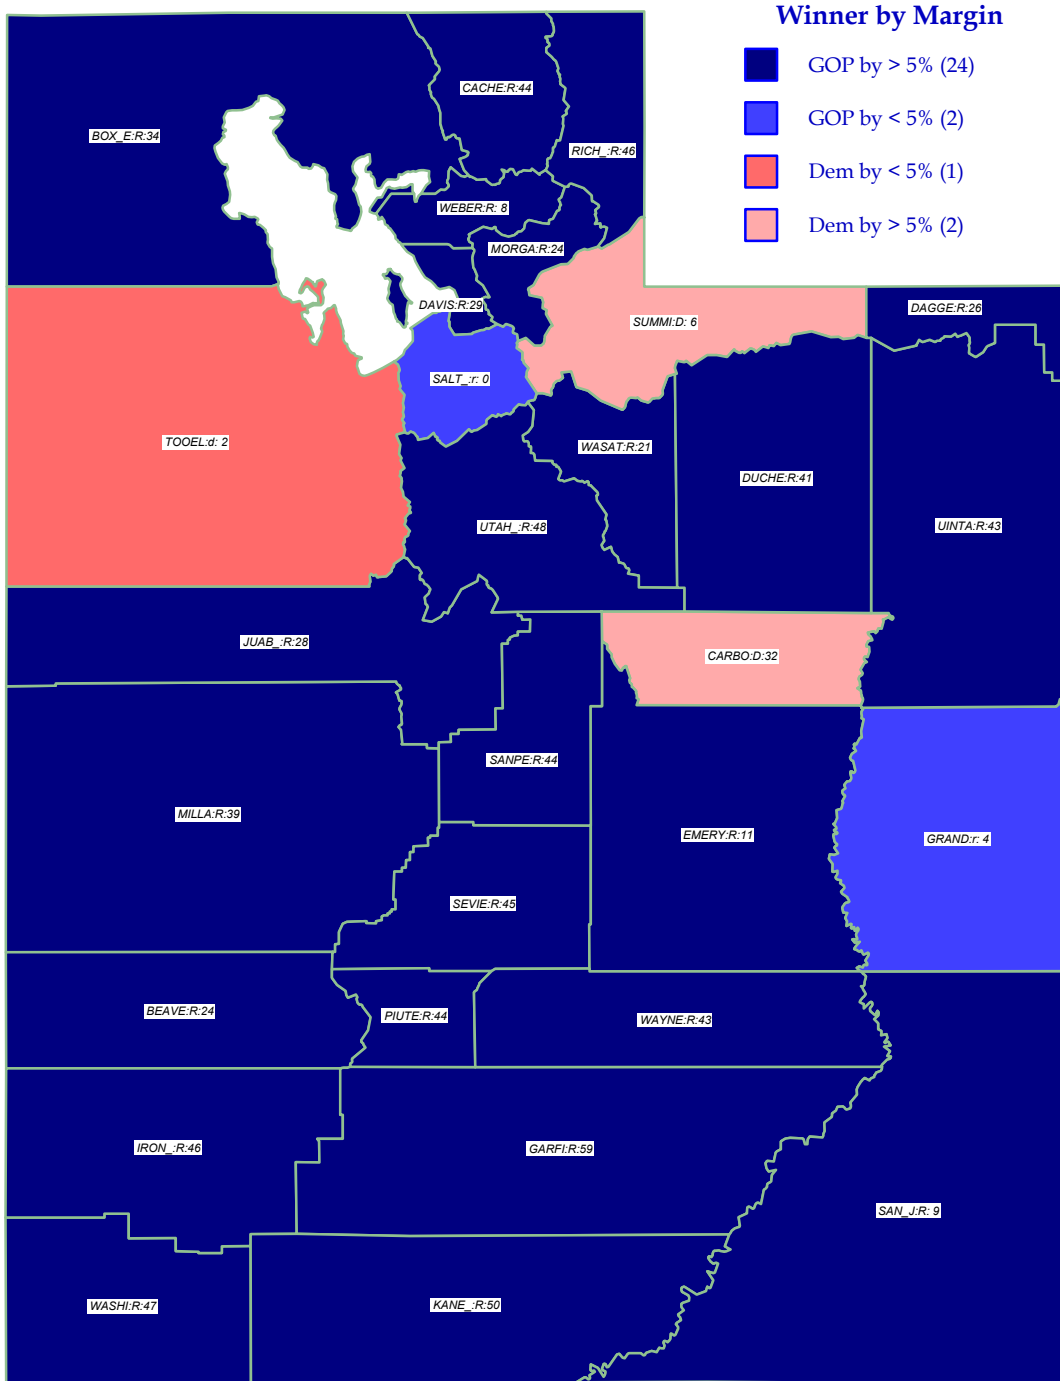 Winner by Margin
GOP by > 5% (24)
GOP by < 5% (2)
Dem by < 5% (1)
Dem by > 5% (2)
CACHE:R:44
BOX_E:R:34
RICH_:R:46
WEBER:R: 8
MORGA:R:24
DAVIS:R:29
DAGGE:R:26
SUMMI:D: 6
SALT_:r: 0
TOOEL:d: 2
WASAT:R:21
DUCHE:R:41
UTAH_:R:48
UINTA:R:43
JUAB_:R:28
CARBO:D:32
SANPE:R:44
MILLA:R:39
EMERY:R:11
GRAND:r: 4
SEVIE:R:45
BEAVE:R:24
PIUTE:R:44
WAYNE:R:43
IRON_:R:46
GARFI:R:59
SAN_J:R: 9
WASHI:R:47
KANE_:R:50